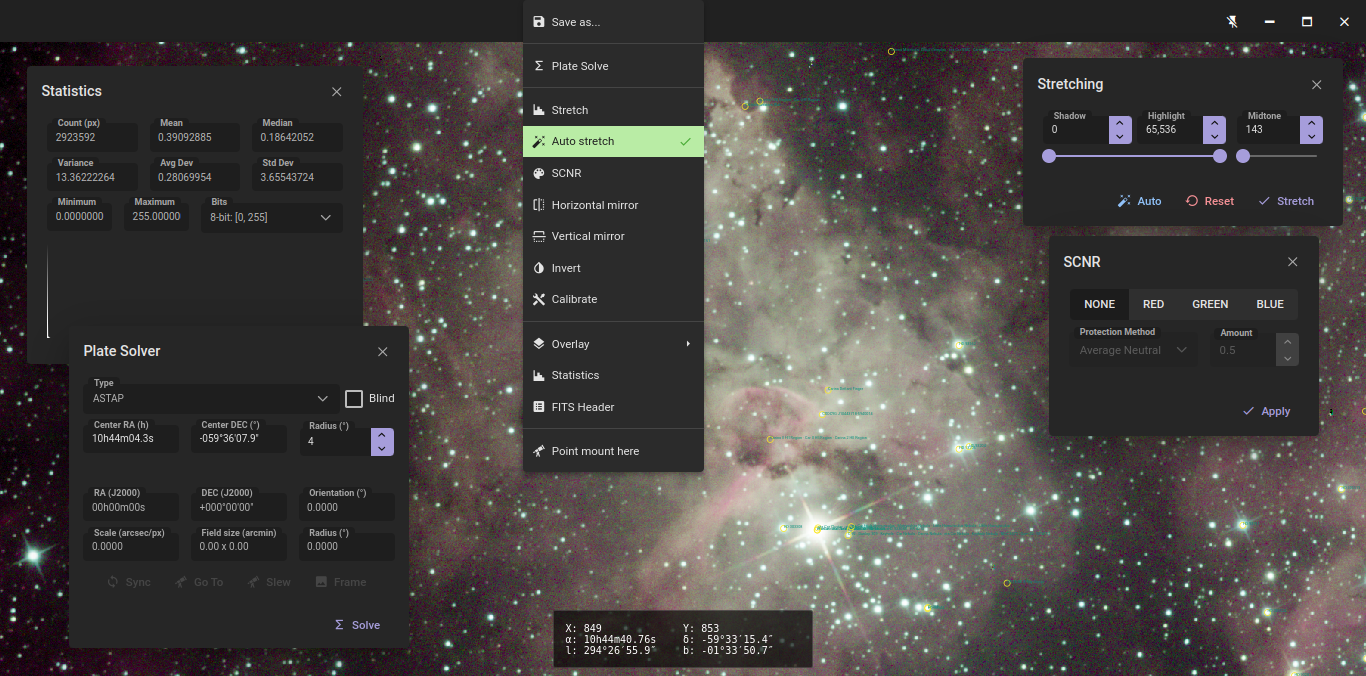 Save as...
Plate Solve
Stretch
Auto stretch
SCNR
Horizontal mirror
Vertical mirror
Invert
Calibrate
Overlay
Statistics
FITS Header
Point mount here
Statistics
Count (px) Mean Median
2923592 0.39092885 0.18642052
Variance Avg Dev Std Dev
13.36222264 0.28069954 3.65543724
Minimum Maximum Bits
0.0000000 255.00000 8-bit: [0, 255]
Plate Solver
Type
ASTAP Blind
Center RA (h) Center DEC (°) Radius (°)
10h44m04.3s -059°36'07.9" 4
RA (J2000) DEC (J2000) Orientation (°)
00h00m00s +000°00'00" 0.0000
Scale (arcsec/px) Field size (arcmin) Radius (°)
0.0000 0.00 x 0.00 0.0000
Sync Go To Slew Frame
Solve
Stretching
Shadow Highlight Midtone
0 65,536 143
Auto Reset Stretch
SCNR
NONE RED GREEN BLUE
Protection Method Amount
Average Neutral 0.5
Apply
X: 849 Y: 853
α: 10h44m40.76s δ: -59°33′15.4″
l: 294°26′55.9″ b: -01°33′50.7″